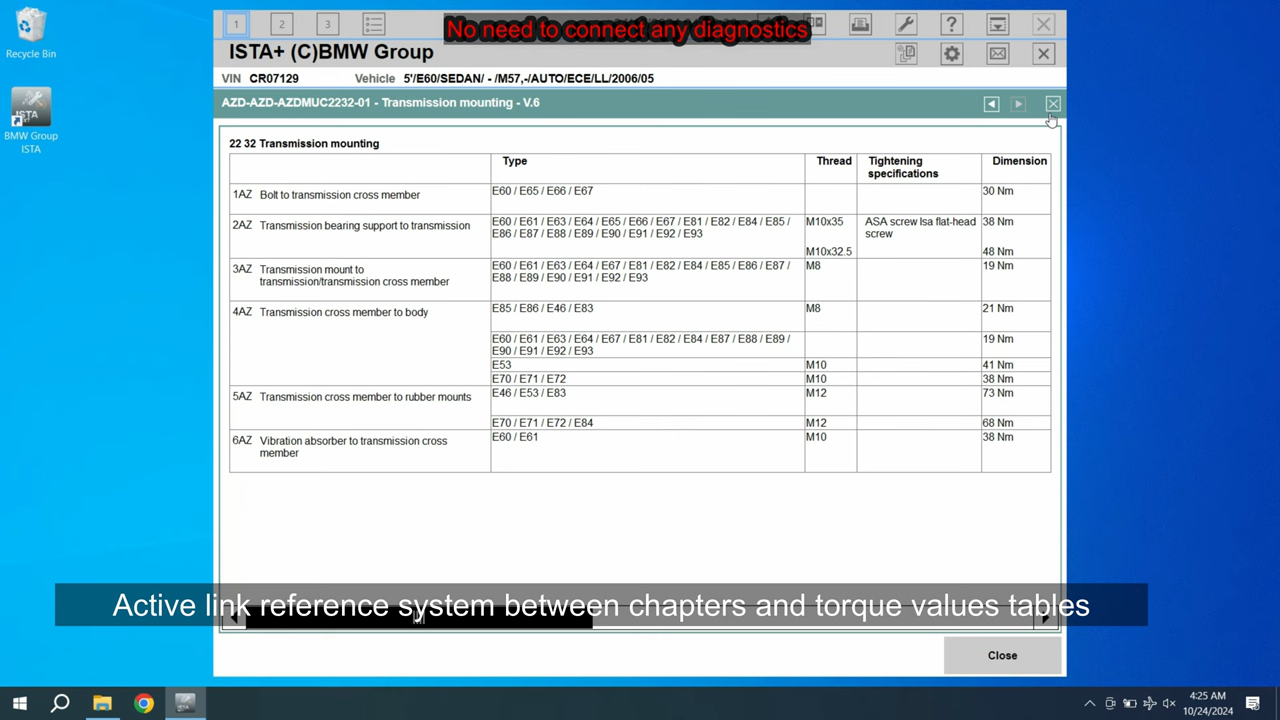 Recycle Bin
BMW Group
ISTA
1 2 3
No need to connect any diagnostics
ISTA+ (C)BMW Group
VIN CR07129 Vehicle 5'/E60/SEDAN/ - /M57,-/AUTO/ECE/LL/2006/05
AZD-AZD-AZDMUC2232-01 - Transmission mounting - V.6
22 32 Transmission mounting
Type Thread Tightening specifications Dimension
1AZ Bolt to transmission cross member E60 / E65 / E66 / E67 30 Nm
2AZ Transmission bearing support to transmission E60 / E61 / E63 / E64 / E65 / E66 / E67 / E81 / E82 / E84 / E85 / M10x35 ASA screw Isa flat-head 38 Nm
E86 / E87 / E88 / E89 / E90 / E91 / E92 / E93 screw
M10x32.5 48 Nm
3AZ Transmission mount to E60 / E61 / E63 / E64 / E67 / E81 / E82 / E84 / E85 / E86 / E87 / M8 19 Nm
transmission/transmission cross member E88 / E89 / E90 / E91 / E92 / E93
4AZ Transmission cross member to body E85 / E86 / E46 / E83 M8 21 Nm
E60 / E61 / E63 / E64 / E67 / E81 / E82 / E84 / E87 / E88 / E89 / 19 Nm
E90 / E91 / E92 / E93
E53 M10 41 Nm
E70 / E71 / E72 M10 38 Nm
5AZ Transmission cross member to rubber mounts E46 / E53 / E83 M12 73 Nm
E70 / E71 / E72 / E84 M12 68 Nm
6AZ Vibration absorber to transmission cross E60 / E61 M10 38 Nm
member
Active link reference system between chapters and torque values tables
Close
4:25 AM
10/24/2024